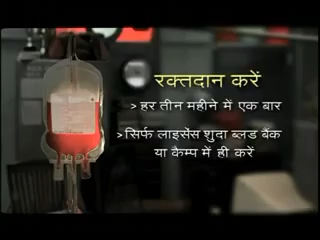 रक्तदान करें
> हर तीन महीने में एक बार
> सिर्फ लाइसेंस शुदा ब्लड बैंक
या कैम्प में ही करें